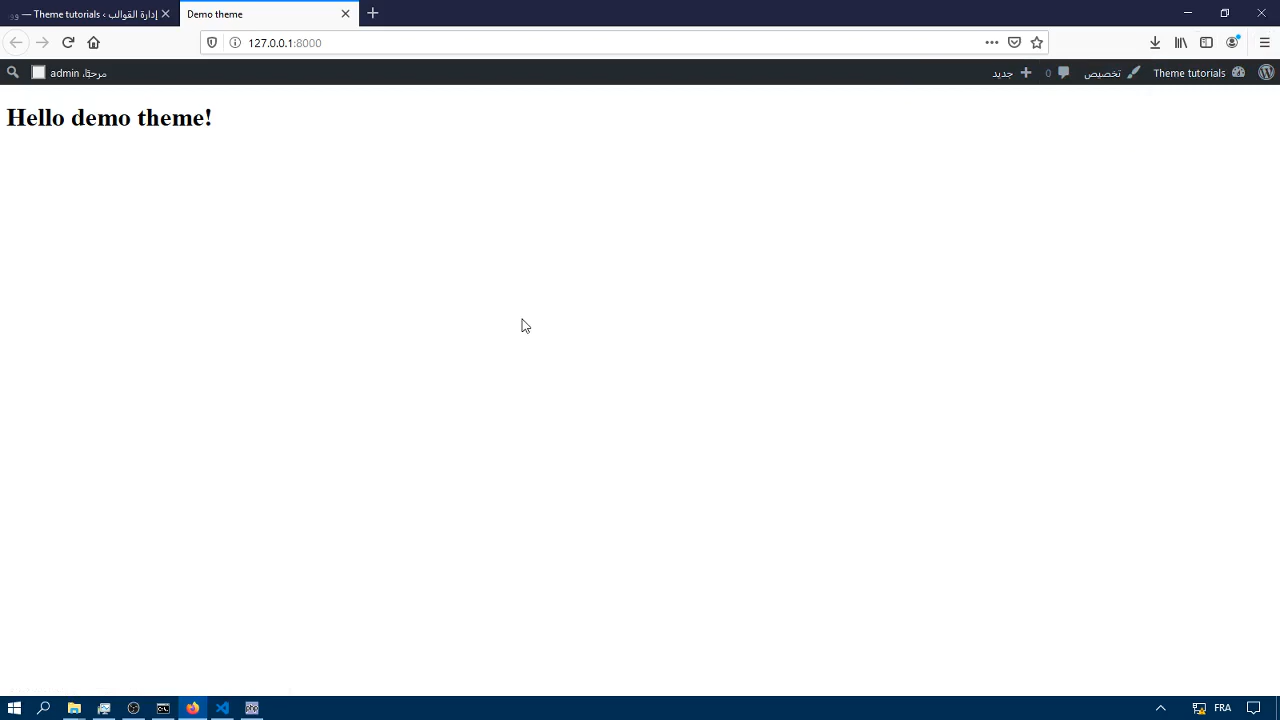 إدارة القوالب ‹ Theme tutorials —
Demo theme
127.0.0.1:8000
مرحبًا، admin
جديد
0
تخصيص
Theme tutorials
Hello demo theme!
FRA